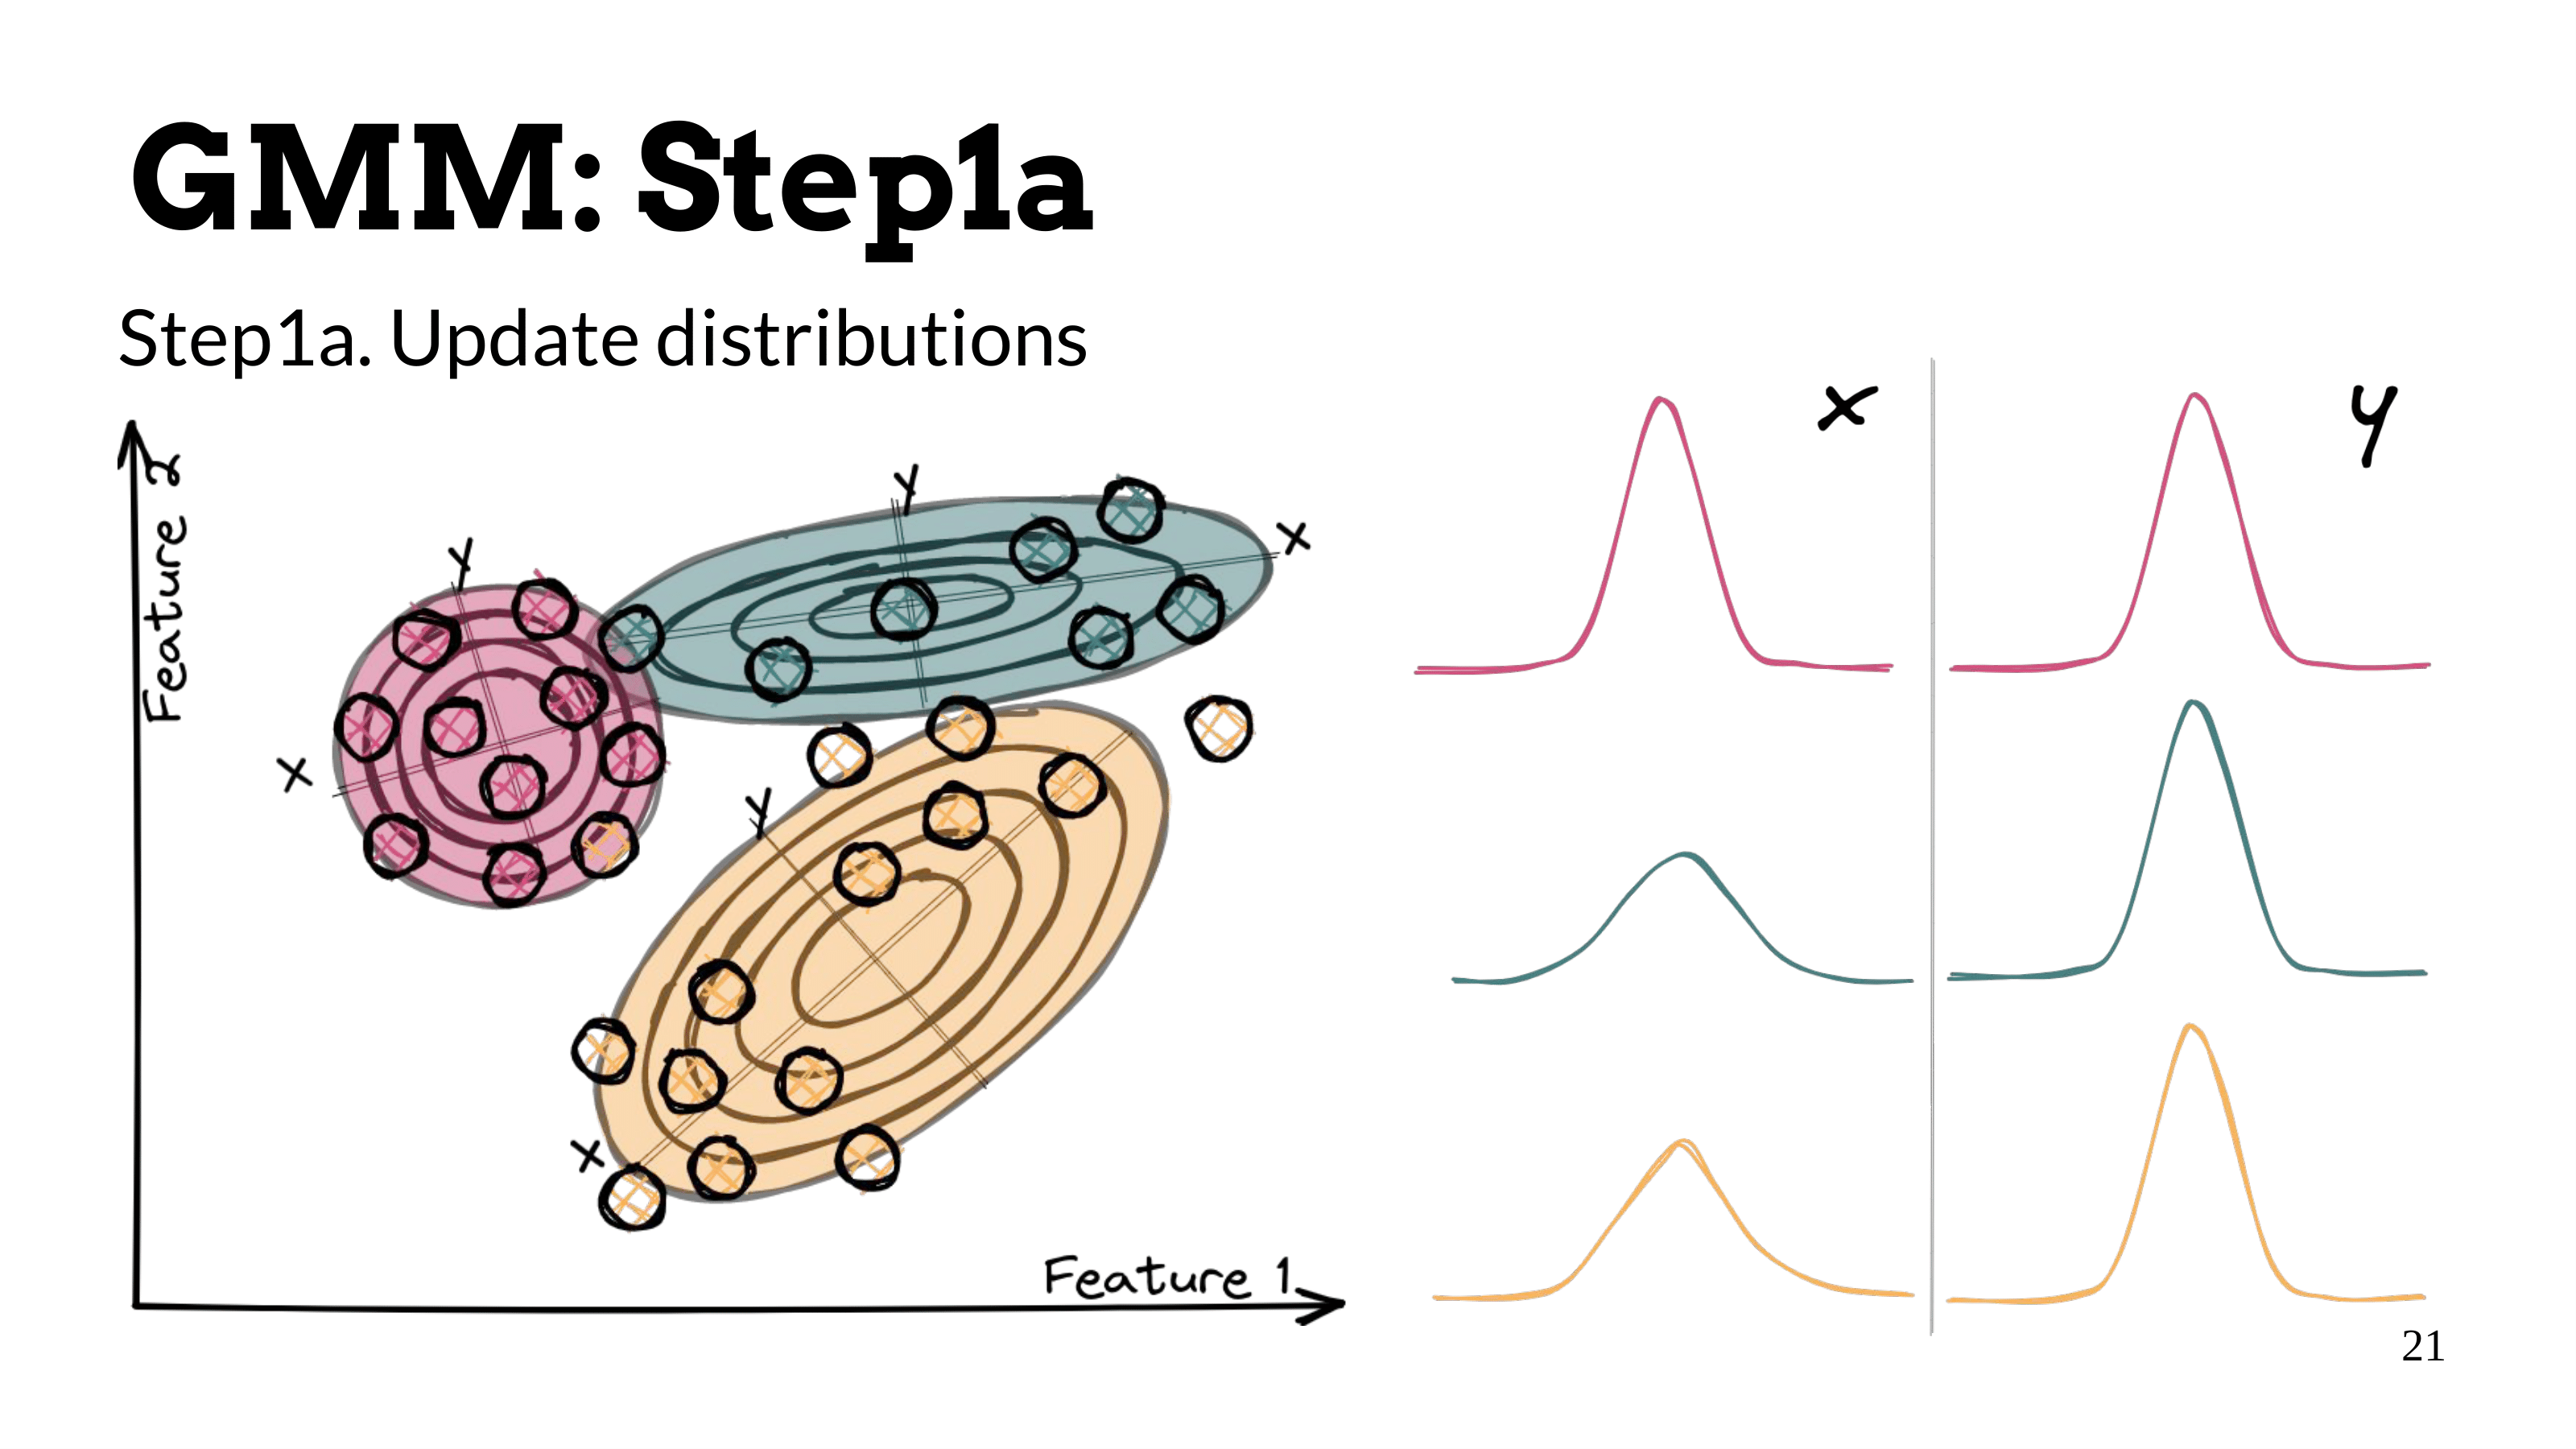 GMM: Step1a
Step1a. Update distributions
Feature 2
Y
X
Y
X
Y
X
Feature 1
x
y
21